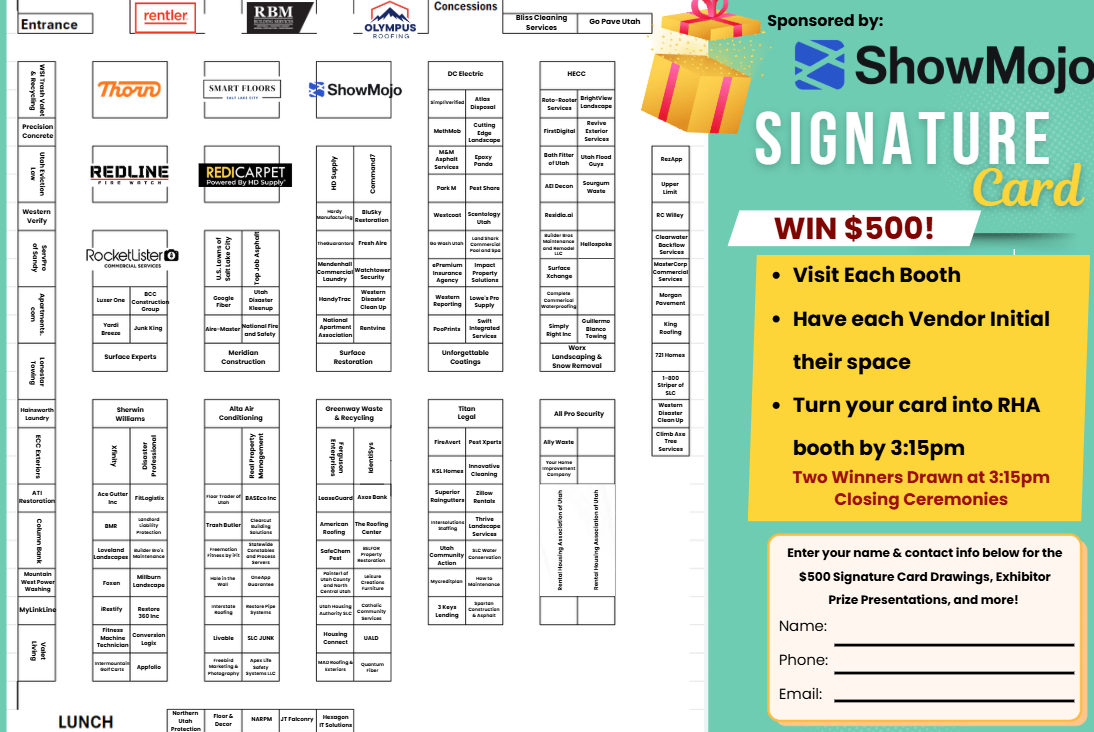 Entrance
rentler
RBM
BUILDING SERVICES
OLYMPUS
ROOFING
Concessions
Bliss Cleaning
Services
Go Pave Utah
WISI Trash Valet
& Recycling
Precision
Concrete
Utah Eviction
Law
Western
Verify
ServPro
of Sandy
Apartments.
com
Lonestar
Towing
Hainsworth
Laundry
ECC Exteriors
ATI
Restoration
Column Bank
Mountain
West Power
Washing
MyLinkLine
Valet
Living
Thorn
REDLINE
FIRE WATCH
RocketLister
COMMERCIAL SERVICES
Luxer One
BCC
Construction
Group
Yardi
Breeze
Junk King
Surface Experts
SMART FLOORS
SALT LAKE CITY
REDICARPET
Powered By HD Supply
U.S. Lawns of
Salt Lake City
Top Job Asphalt
Google
Fiber
Utah
Disaster
Kleenup
Aire-Master
National Fire
and Safety
Meridian
Construction
ShowMojo
HD Supply
Command7
Hardy
Manufacturing
BluSky
Restoration
TheGuarantors
Fresh Aire
Mendenhall
Commercial
Laundry
Watchtower
Security
HandyTrac
Western
Disaster
Clean Up
National
Apartment
Association
Rentvine
Surface
Restoration
DC Electric
SimpliVerified
Atlas
Disposal
MethMob
Cutting
Edge
Landscape
M&M
Asphalt
Services
Epoxy
Panda
Park M
Pest Share
Westcoat
Scentology
Utah
Go Wash Utah
Land Shark
Commercial
Pool and Spa
ePremium
Insurance
Agency
Impact
Property
Solutions
Western
Reporting
Lowe's Pro
Supply
PooPrints
Swift
Integrated
Services
Unforgettable
Coatings
HECC
Roto-Rooter
Services
BrightView
Landscape
FirstDigital
Revive
Exterior
Services
Bath Fitter
of Utah
Utah Flood
Guys
AEI Decon
Sourgum
Waste
Residia.ai
Builder Bros
Maintenance
and Remodel
LLC
Hellospoke
Surface
Xchange
Complete
Commerical
Waterproofing
Simply
Right Inc
Guillermo
Blanco
Towing
Worx
Landscaping &
Snow Removal
RezApp
Upper
Limit
RC Willey
Clearwater
Backflow
Services
MasterCorp
Commercial
Services
Morgan
Pavement
King
Roofing
721 Homes
1-800
Striper of
SLC
Western
Disaster
Clean Up
Climb Axe
Tree
Services
Sherwin
Williams
Xfinity
Disaster
Professional
Ace Gutter
Inc
FitLogistix
BMR
Landlord
Liability
Protection
Loveland
Landscapes
Builder Bro's
Maintenance
Foxen
Millburn
Landscape
iRestify
Restore
360 Inc
Fitness
Machine
Technician
Conversion
Logix
Intermountain
Golf Carts
Appfolio
Alta Air
Conditioning
Real Property
Management
Floor Trader of
Utah
BASEco Inc
Trash Butler
Clearcut
Building
Solutions
Freemotion
Fitness by iFit
Statewide
Constables
and Process
Servers
Hole in the
Wall
OneApp
Guarantee
Interstate
Roofing
Restore Pipe
Systems
Livable
SLC JUNK
Freebird
Marketing &
Photography
Apex Life
Safety
Systems LLC
Greenway Waste
& Recycling
Ferguson
Enterprises
IdentiSys
LeaseGuard
Axos Bank
American
Roofing
The Roofing
Center
SafeChem
Pest
BELFOR
Property
Restoration
Painters of
Utah County
and North
Central Utah
Leisure
Creations
Furniture
Utah Housing
Authority SLC
Catholic
Community
Services
Housing
Connect
UALD
MAD Roofing &
Exteriors
Quantum
Fiber
Titan
Legal
FireAvert
Pest Xperts
KSL Homes
Innovative
Cleaning
Superior
Raingutters
Zillow
Rentals
Intersolutions
Staffing
Thrive
Landscape
Services
Utah
Community
Action
SLC Water
Conservation
Mycreditplan
How to
Maintenance
3 Keys
Lending
Spartan
Construction
& Asphalt
All Pro Security
Ally Waste
Your Home
Improvement
Company
Rental Housing Association of Utah
Rental Housing Association of Utah
LUNCH
Northern
Utah
Protection
Floor &
Decor
NARPM
JT Falconry
Hexagon
IT Solutions
Sponsored by:
ShowMojo
SIGNATURE
Card
WIN $500!
• Visit Each Booth
• Have each Vendor Initial
their space
• Turn your card into RHA
booth by 3:15pm
Two Winners Drawn at 3:15pm
Closing Ceremonies
Enter your name & contact info below for the
$500 Signature Card Drawings, Exhibitor
Prize Presentations, and more!
Name:
Phone:
Email: